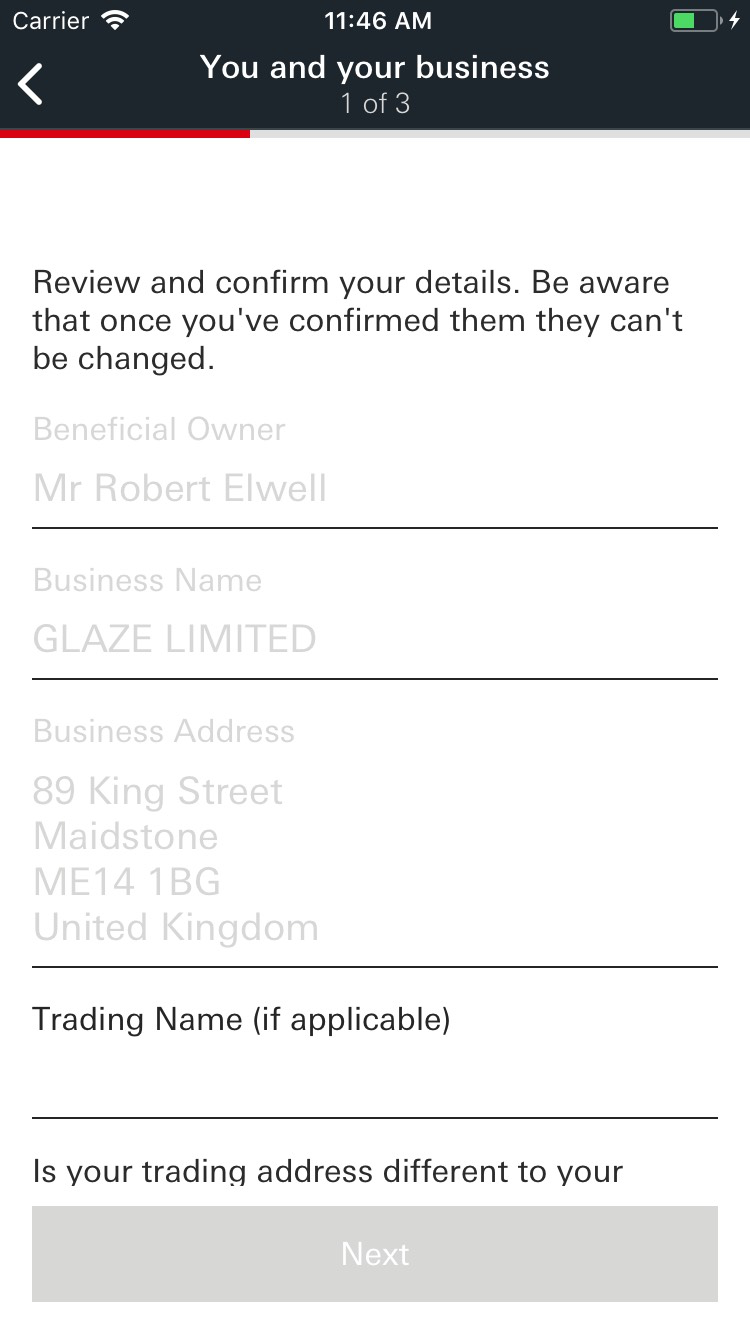 Carrier 11:46 AM
You and your business
1 of 3
Review and confirm your details. Be aware
that once you've confirmed them they can't
be changed.
Beneficial Owner
Mr Robert Elwell
Business Name
GLAZE LIMITED
Business Address
89 King Street
Maidstone
ME14 1BG
United Kingdom
Trading Name (if applicable)
Is your trading address different to your
Next